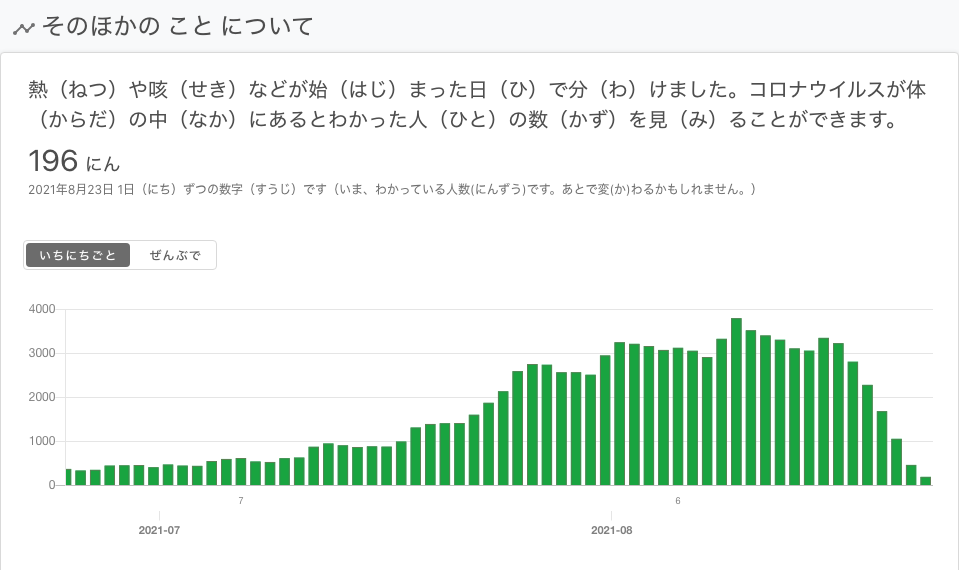 そのほかの こと について
熱（ねつ）や咳（せき）などが始（はじ）まった日（ひ）で分（わ）けました。コロナウイルスが体
（からだ）の中（なか）にあるとわかった人（ひと）の数（かず）を見（み）ることができます。
196 にん
2021年8月23日 1日（にち）ずつの数字（すうじ）です（いま、わかっている人数(にんずう)です。あとで変(か)わるかもしれません。）
いちにちごと ぜんぶで
4000
3000
2000
1000
0
7 6
2021-07 2021-08